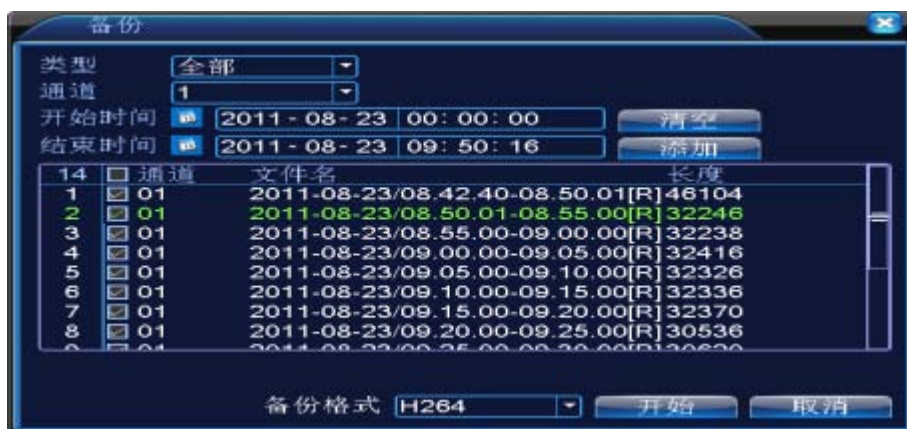 备份
类型 全部
通道 1
开始时间 2011-08-23 00:00:00 清空
结束时间 2011-08-23 09:50:16 添加
14 通道 文件名 长度
1 01 2011-08-23/08.42.40-08.50.01[R]46104
2 01 2011-08-23/08.50.01-08.55.00[R]32246
3 01 2011-08-23/08.55.00-09.00.00[R]32238
4 01 2011-08-23/09.00.00-09.05.00[R]32416
5 01 2011-08-23/09.05.00-09.10.00[R]32326
6 01 2011-08-23/09.10.00-09.15.00[R]32336
7 01 2011-08-23/09.15.00-09.20.00[R]32370
8 01 2011-08-23/09.20.00-09.25.00[R]30536
备份格式 H264 开始 取消